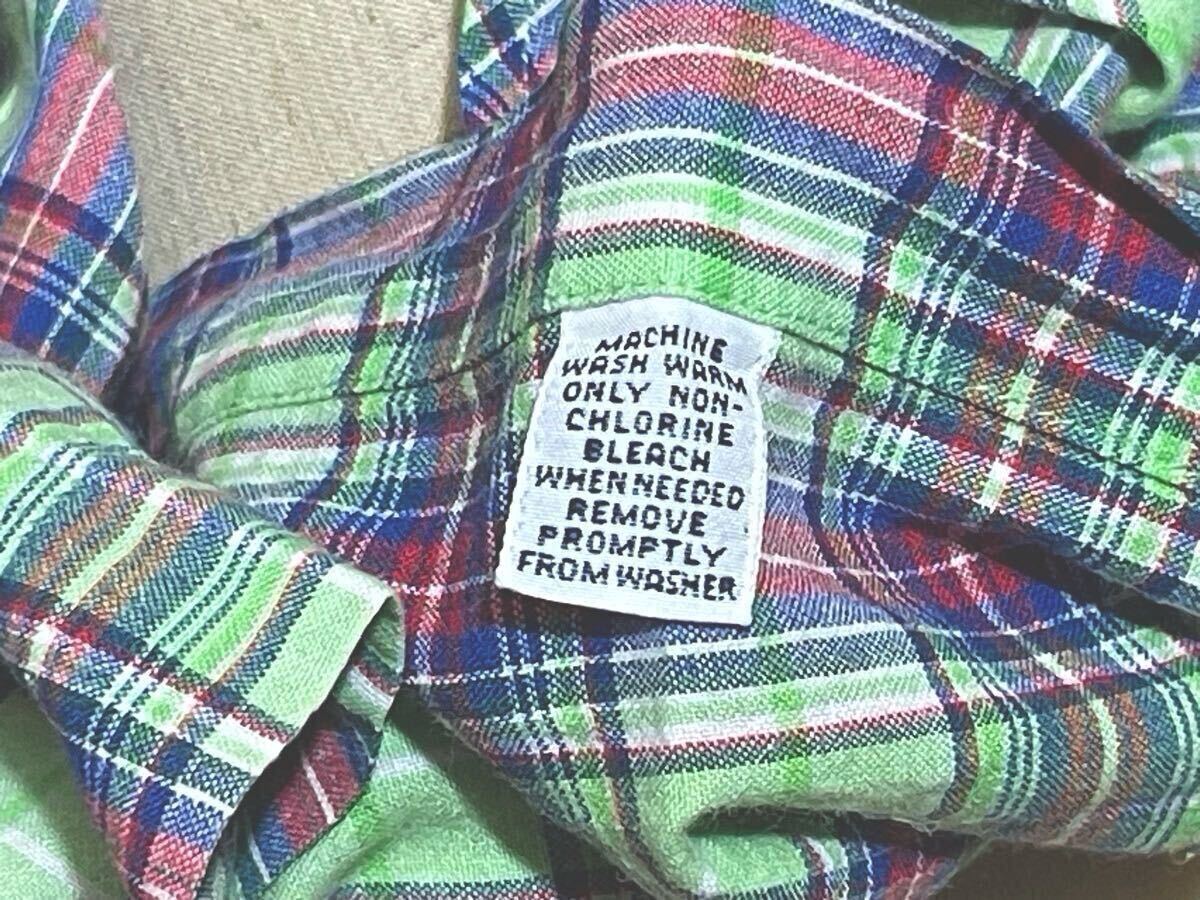 MACHINE
WASH WARM
ONLY NON-
CHLORINE
BLEACH
WHEN NEEDED
REMOVE
PROMPTLY
FROM WASHER